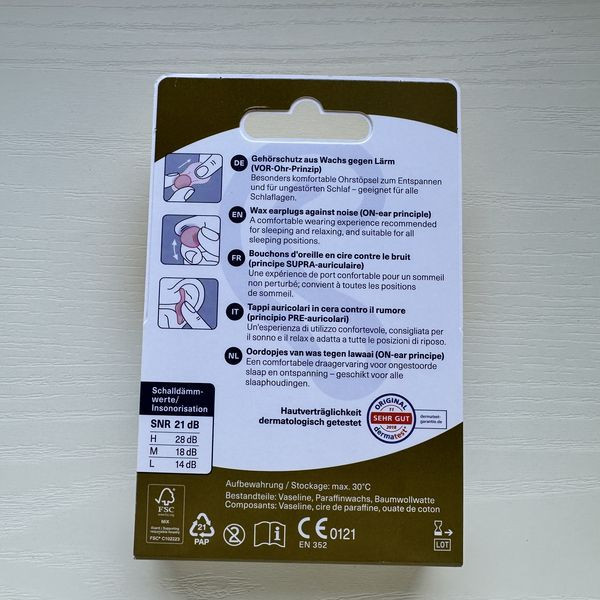 DE
Gehörschutz aus Wachs gegen Lärm
(VOR-Ohr-Prinzip)
Besonders komfortable Ohrstöpsel zum Entspannen
und für ungestörten Schlaf – geeignet für alle
Schlaflagen.
EN
Wax earplugs against noise (ON-ear principle)
A comfortable wearing experience recommended
for sleeping and relaxing, and suitable for all
sleeping positions.
FR
Bouchons d'oreille en cire contre le bruit
(principe SUPRA-auriculaire)
Une expérience de port confortable pour un sommeil
non perturbé; convient à toutes les positions
de sommeil.
IT
Tappi auricolari in cera contro il rumore
(principio PRE-auricolari)
Un'esperienza di utilizzo confortevole, consigliata per
il sonno e il relax e adatta a tutte le posizioni di riposo.
NL
Oordopjes van was tegen lawaai (ON-ear principe)
Een comfortabele draagervaring voor ongestoorde
slaap en ontspanning – geschikt voor alle
slaaphoudingen.
Schalldämm-
werte/
Insonorisation
SNR 21 dB
H 28 dB
M 18 dB
L 14 dB
Hautverträglichkeit
dermatologisch getestet
ORIGINAL
SEHR GUT
2018
dermatest
dermatest-
garantie.de
Aufbewahrung / Stockage: max. 30°C
Bestandteile: Vaseline, Paraffinwachs, Baumwollwatte
Composants: Vaseline, cire de paraffine, ouate de coton
FSC
MIX
FSC® C102223
21
PAP
2
i
CE 0121
EN 352
LOT